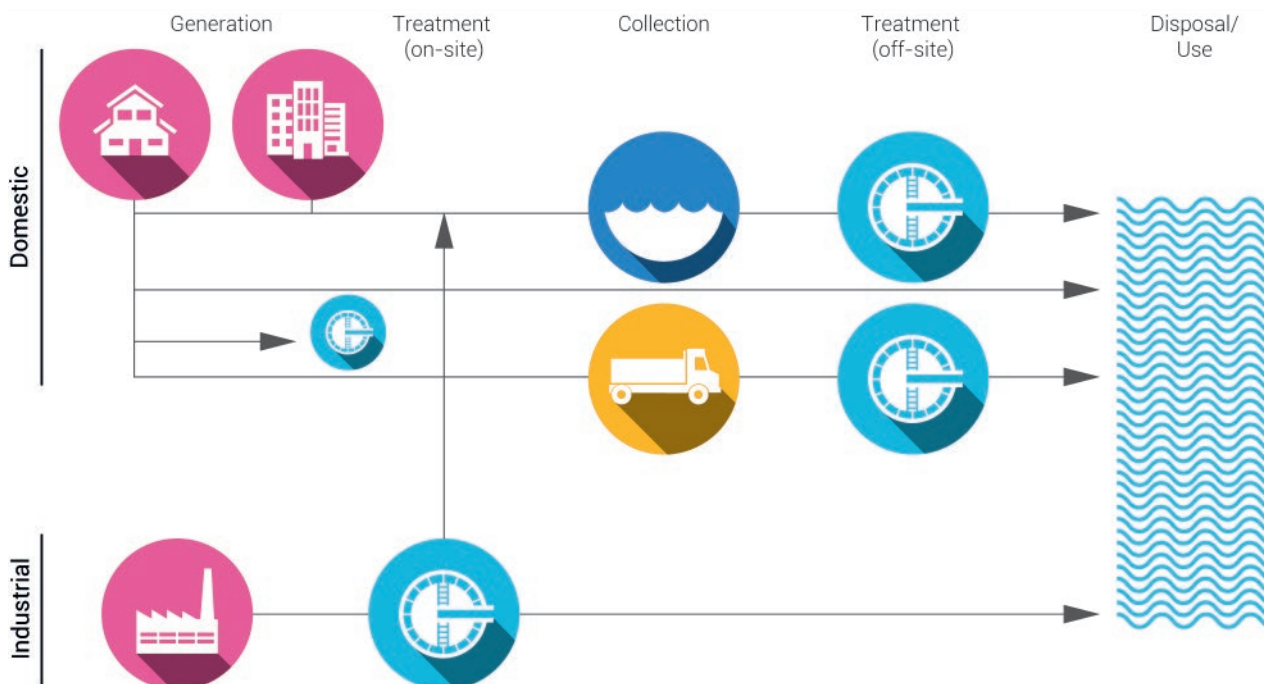 Generation
Treatment
(on-site)
Collection
Treatment
(off-site)
Disposal/
Use
Domestic
Industrial